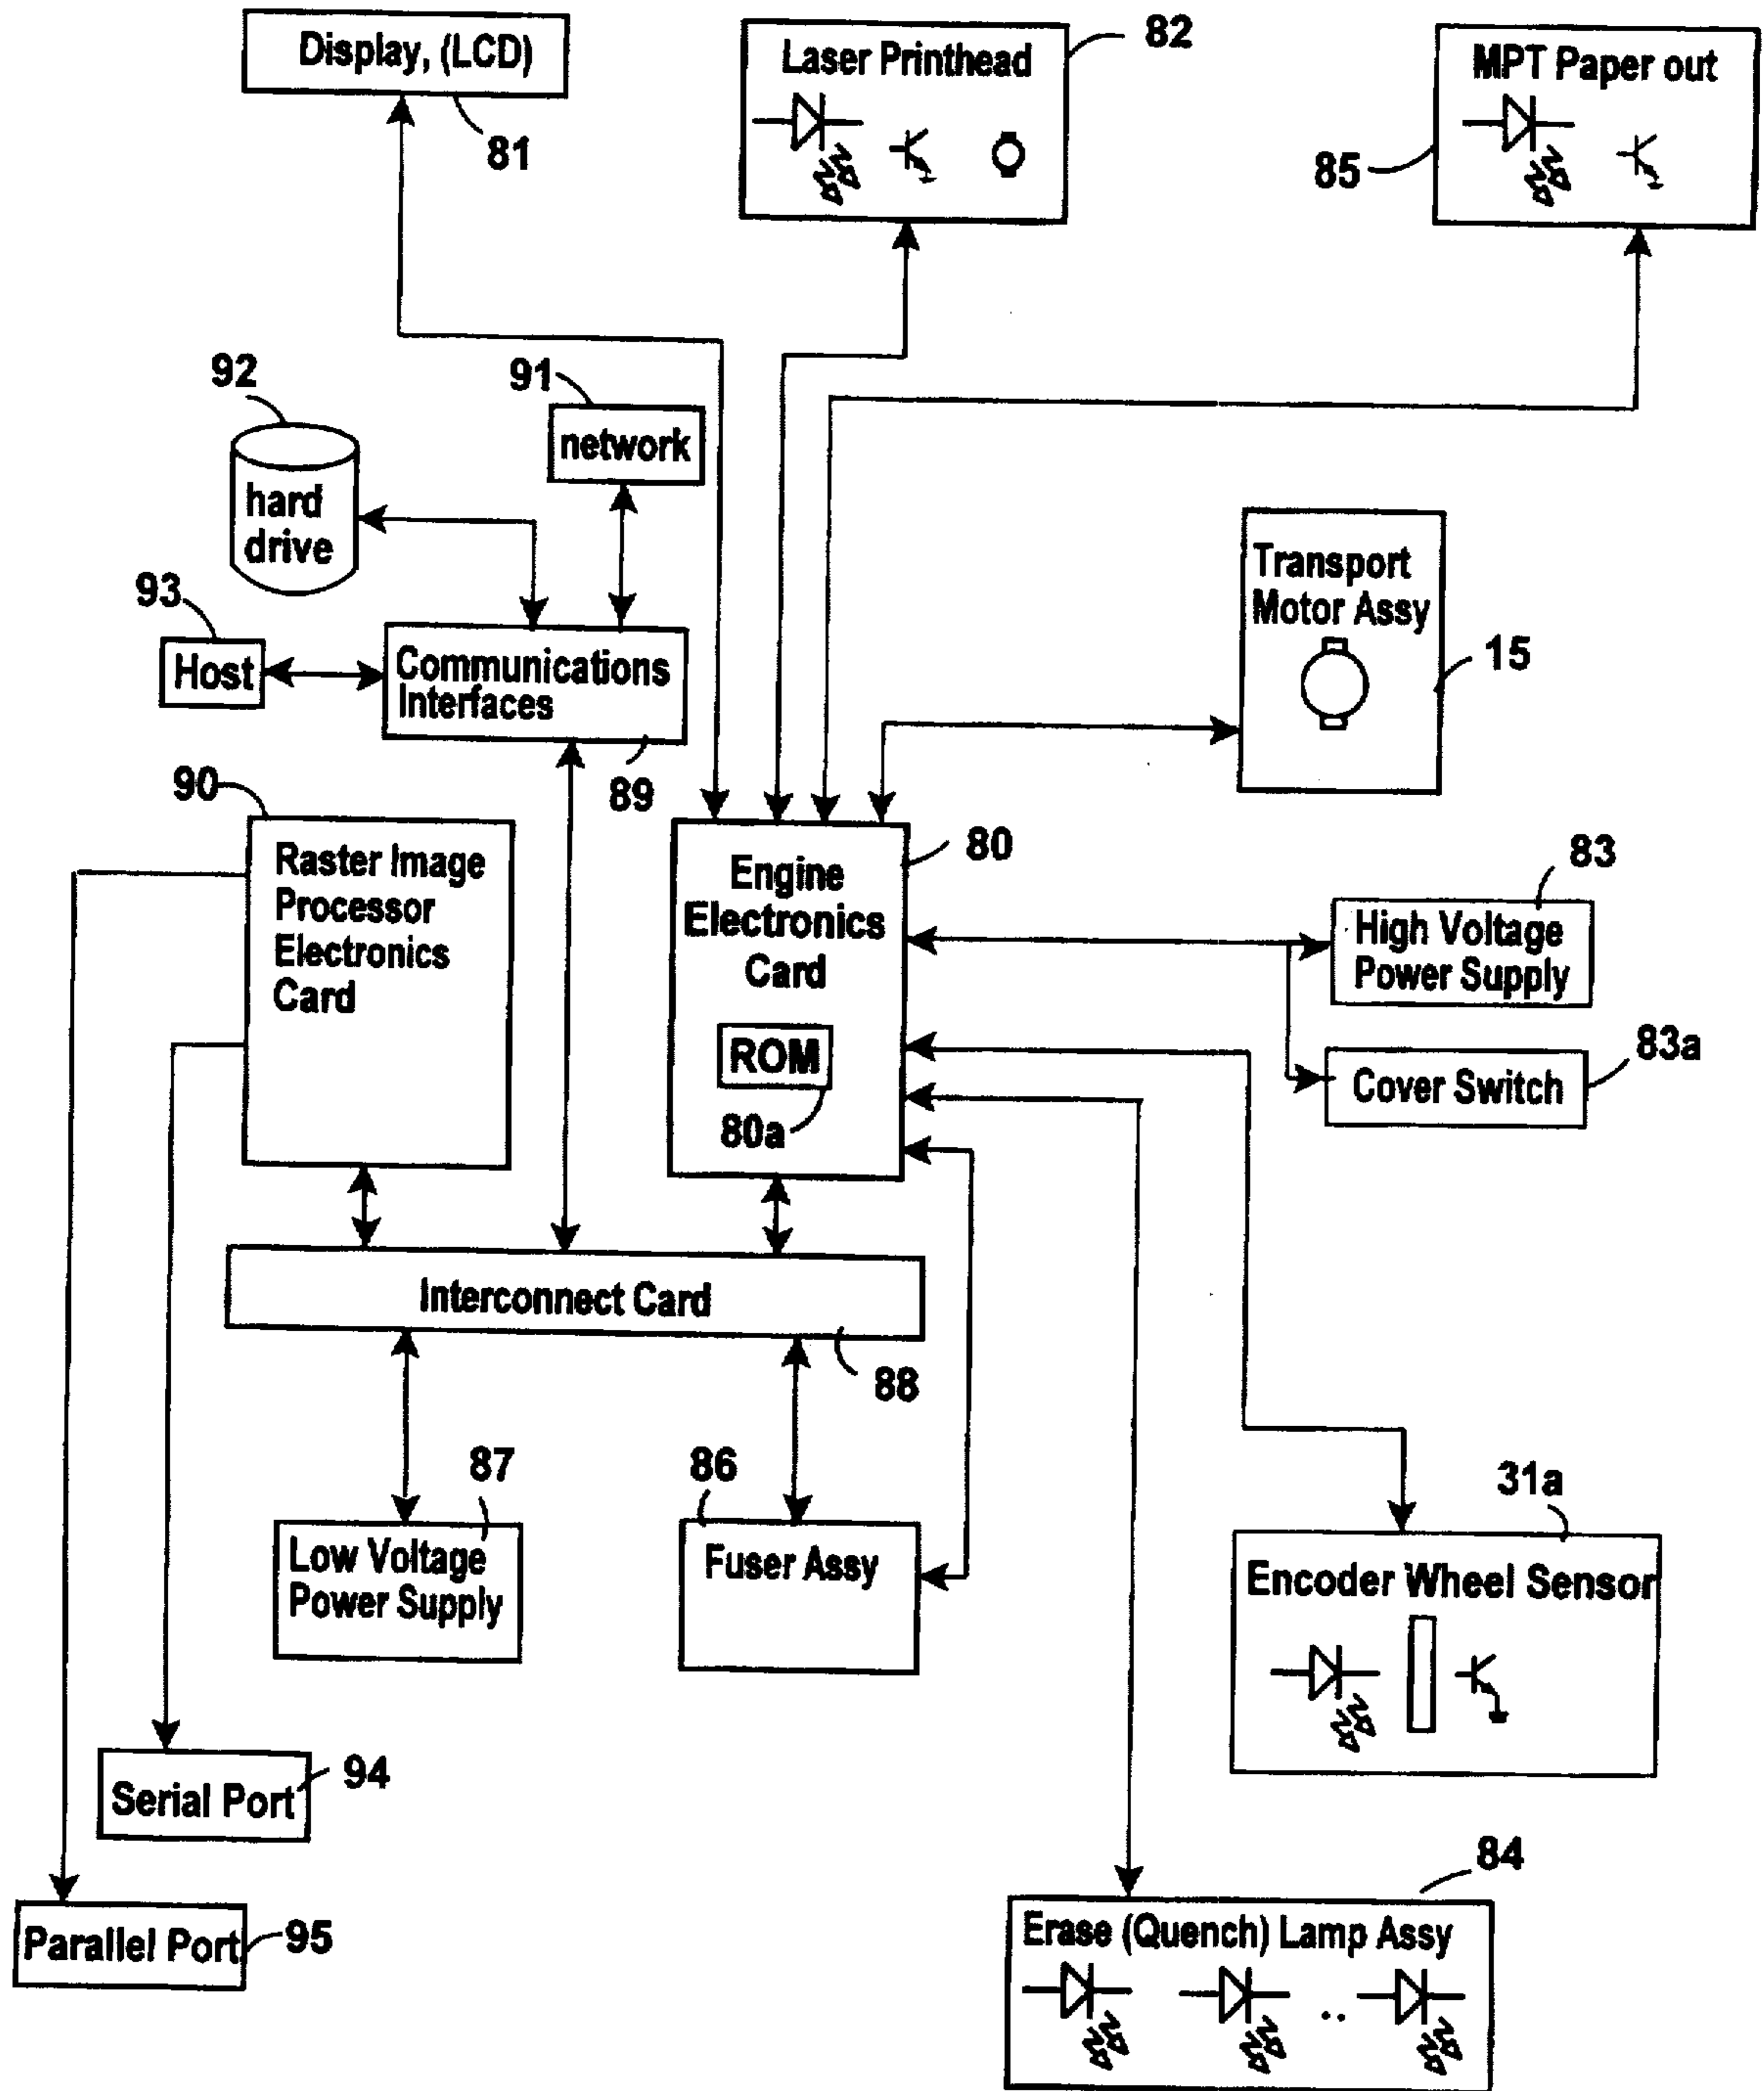 Display, (LCD)
81
Laser Printhead
82
MPT Paper out
85
92
hard
drive
91
network
93
Host
Communications
Interfaces
89
Transport
Motor Assy
15
90
Raster Image
Processor
Electronics
Card
80
Engine
Electronics
Card
ROM
80a
83
High Voltage
Power Supply
83a
Cover Switch
Interconnect Card
88
87
Low Voltage
Power Supply
86
Fuser Assy
31a
Encoder Wheel Sensor
Serial Port
94
Parallel Port
95
84
Erase (Quench) Lamp Assy
..